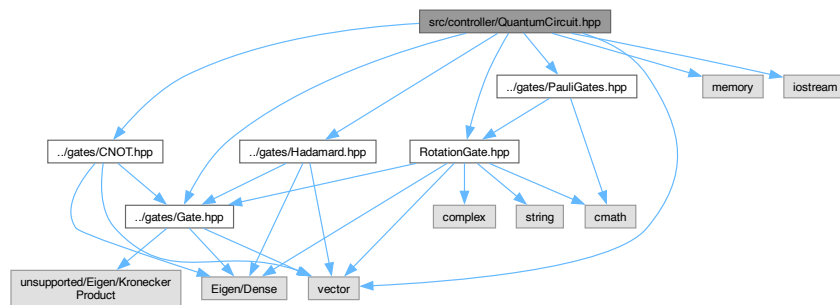 src/controller/QuantumCircuit.hpp
../gates/PauliGates.hpp
memory
iostream
../gates/CNOT.hpp
../gates/Hadamard.hpp
RotationGate.hpp
../gates/Gate.hpp
complex
string
cmath
unsupported/Eigen/Kronecker
Product
Eigen/Dense
vector